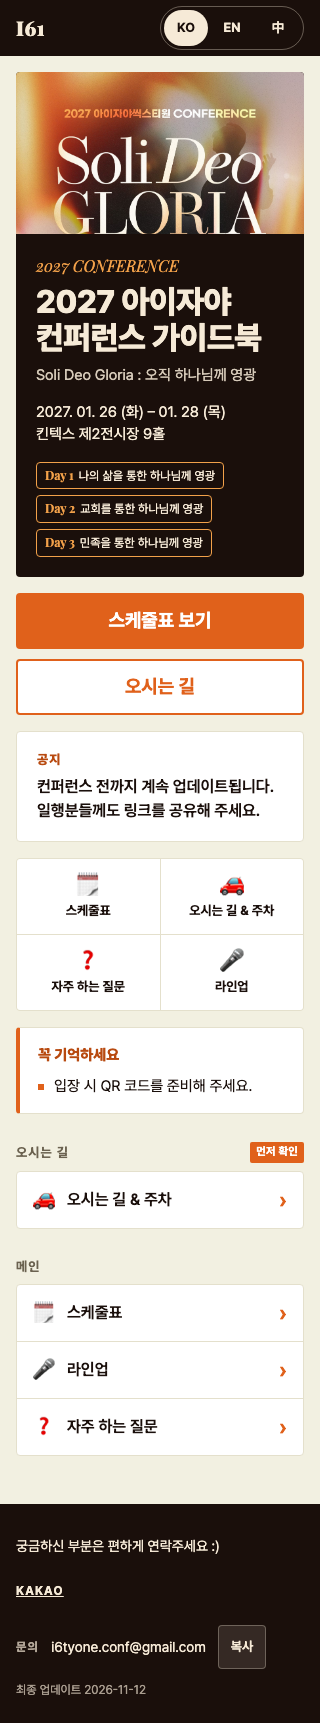 I61
KO EN 中
2027 아이자야씩스티원 CONFERENCE
Soli Deo
GLORIA
2027 CONFERENCE
2027 아이자야
컨퍼런스 가이드북
Soli Deo Gloria : 오직 하나님께 영광
2027. 01. 26 (화) – 01. 28 (목)
킨텍스 제2전시장 9홀
Day 1 나의 삶을 통한 하나님께 영광
Day 2 교회를 통한 하나님께 영광
Day 3 민족을 통한 하나님께 영광
스케줄표 보기
오시는 길
공지
컨퍼런스 전까지 계속 업데이트됩니다.
일행분들께도 링크를 공유해 주세요.
스케줄표
오시는 길 & 주차
자주 하는 질문
라인업
꼭 기억하세요
입장 시 QR 코드를 준비해 주세요.
오시는 길
먼저 확인
오시는 길 & 주차
메인
스케줄표
라인업
자주 하는 질문
궁금하신 부분은 편하게 연락주세요 :)
KAKAO
문의 i6tyone.conf@gmail.com 복사
최종 업데이트 2026-11-12